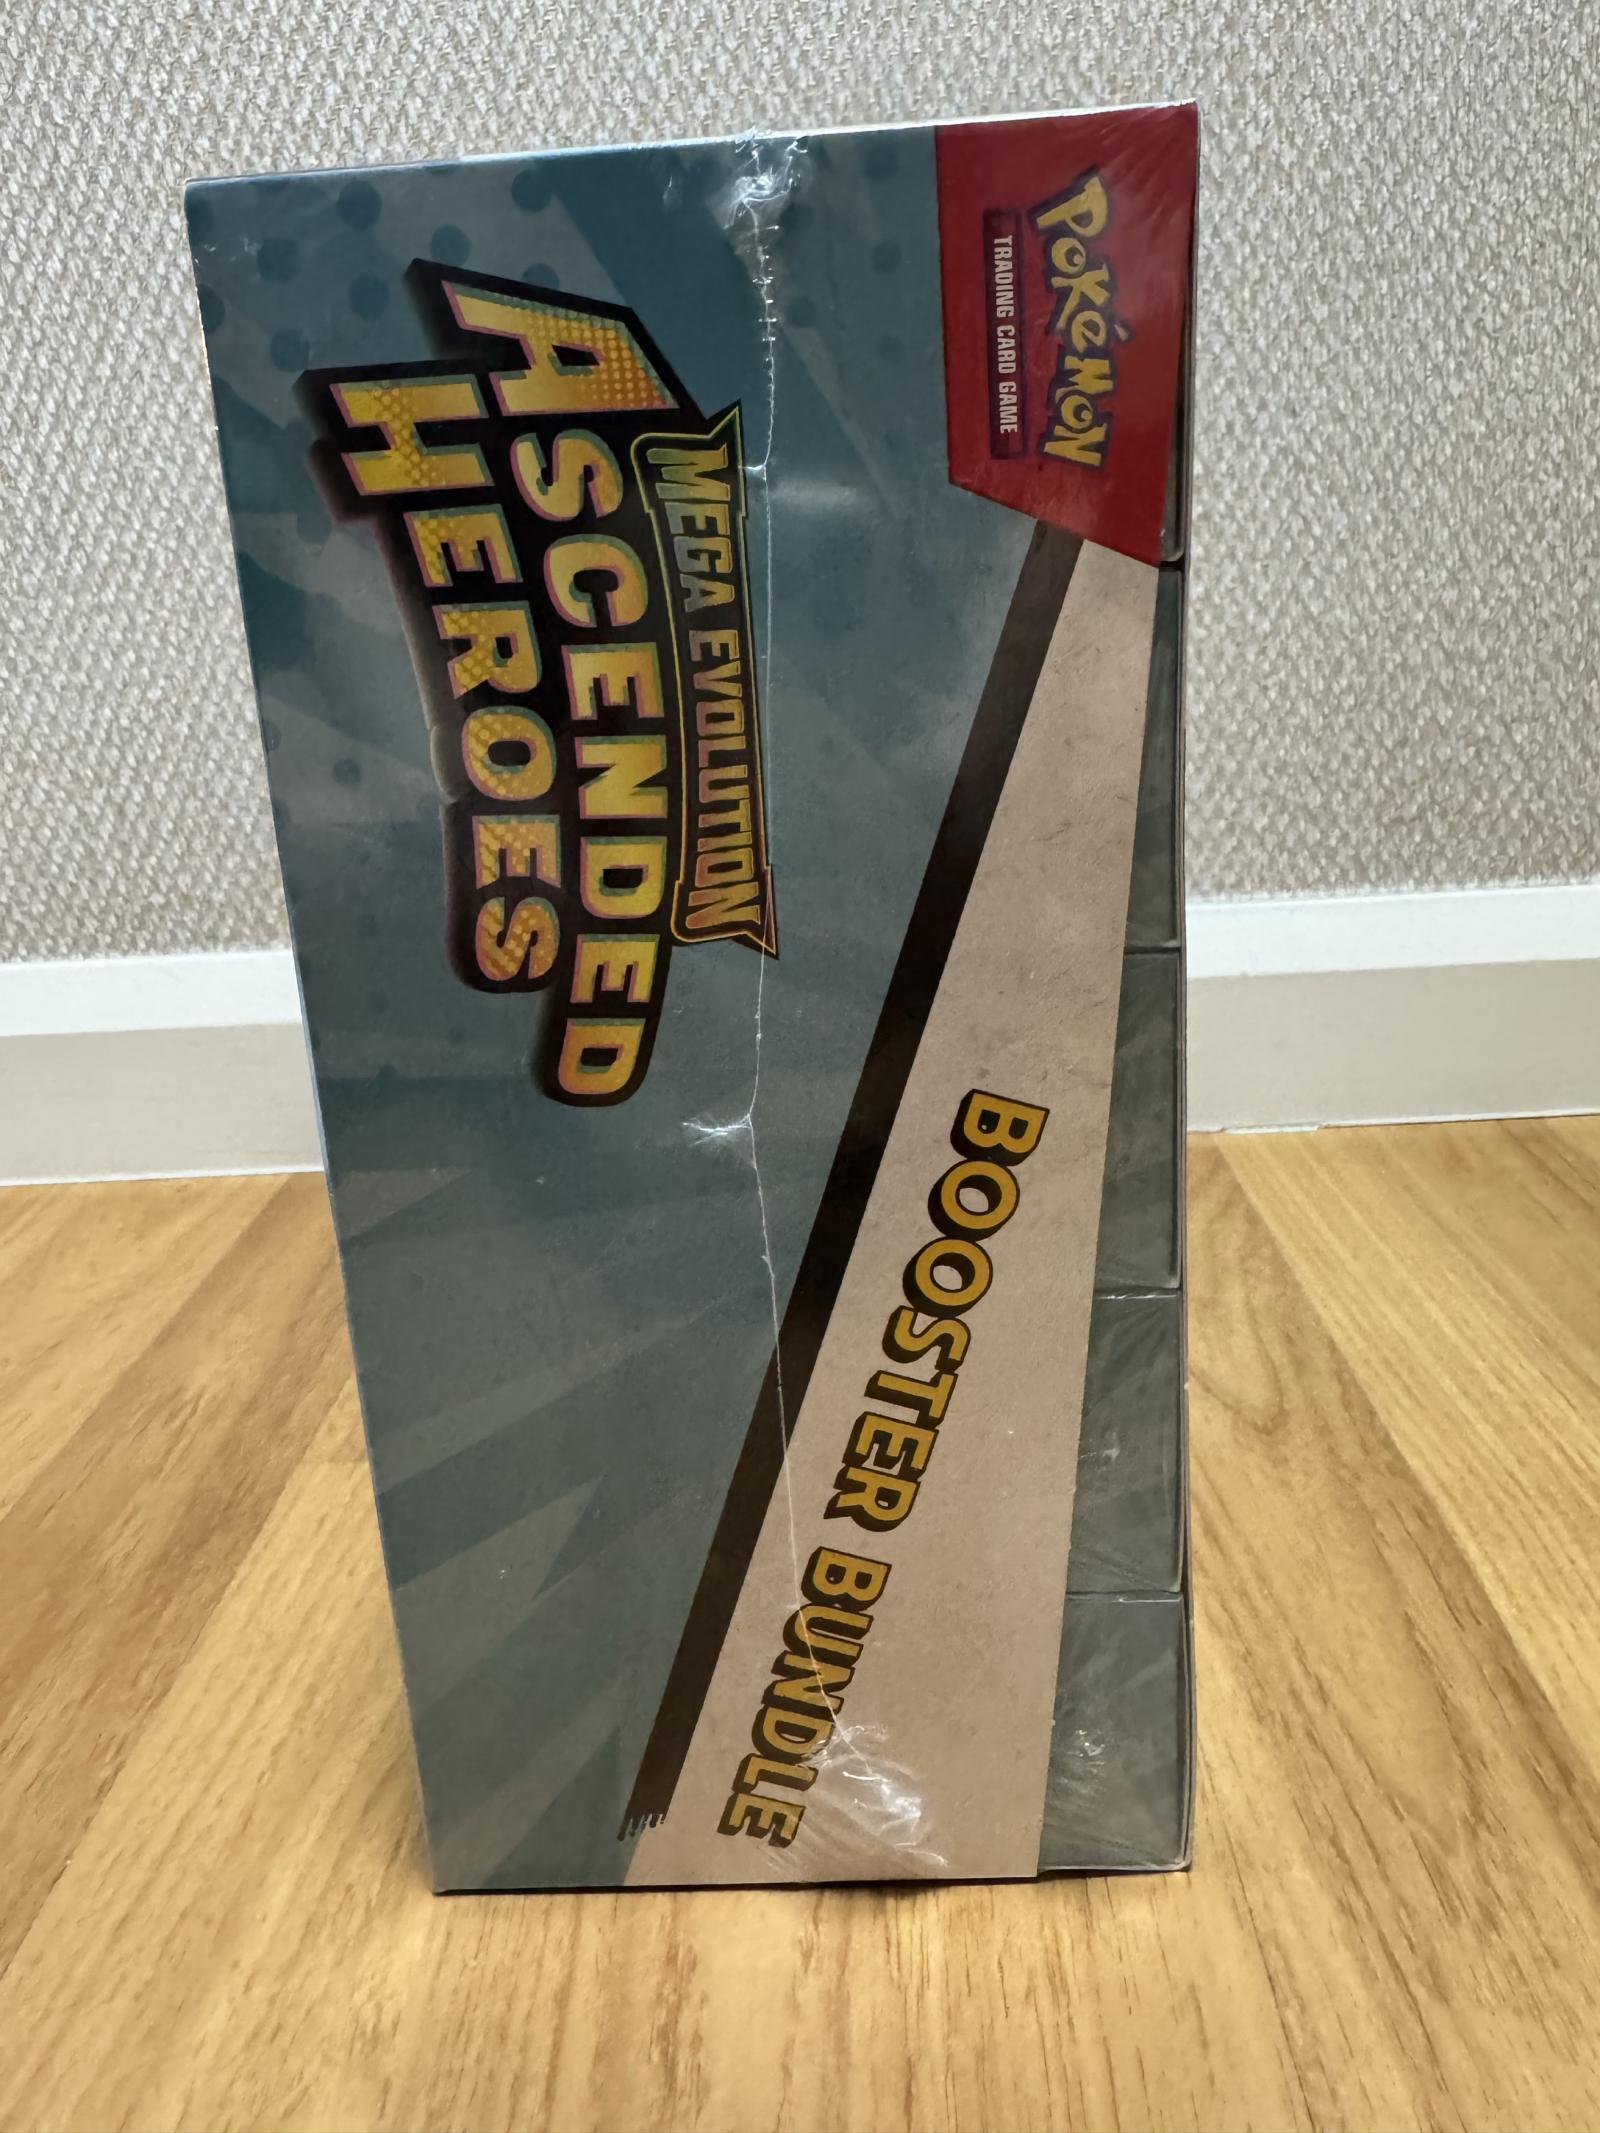 Pokémon
TRADING CARD GAME
MEGA EVOLUTION
ASCENDED
HEROES
BOOSTER BUNDLE